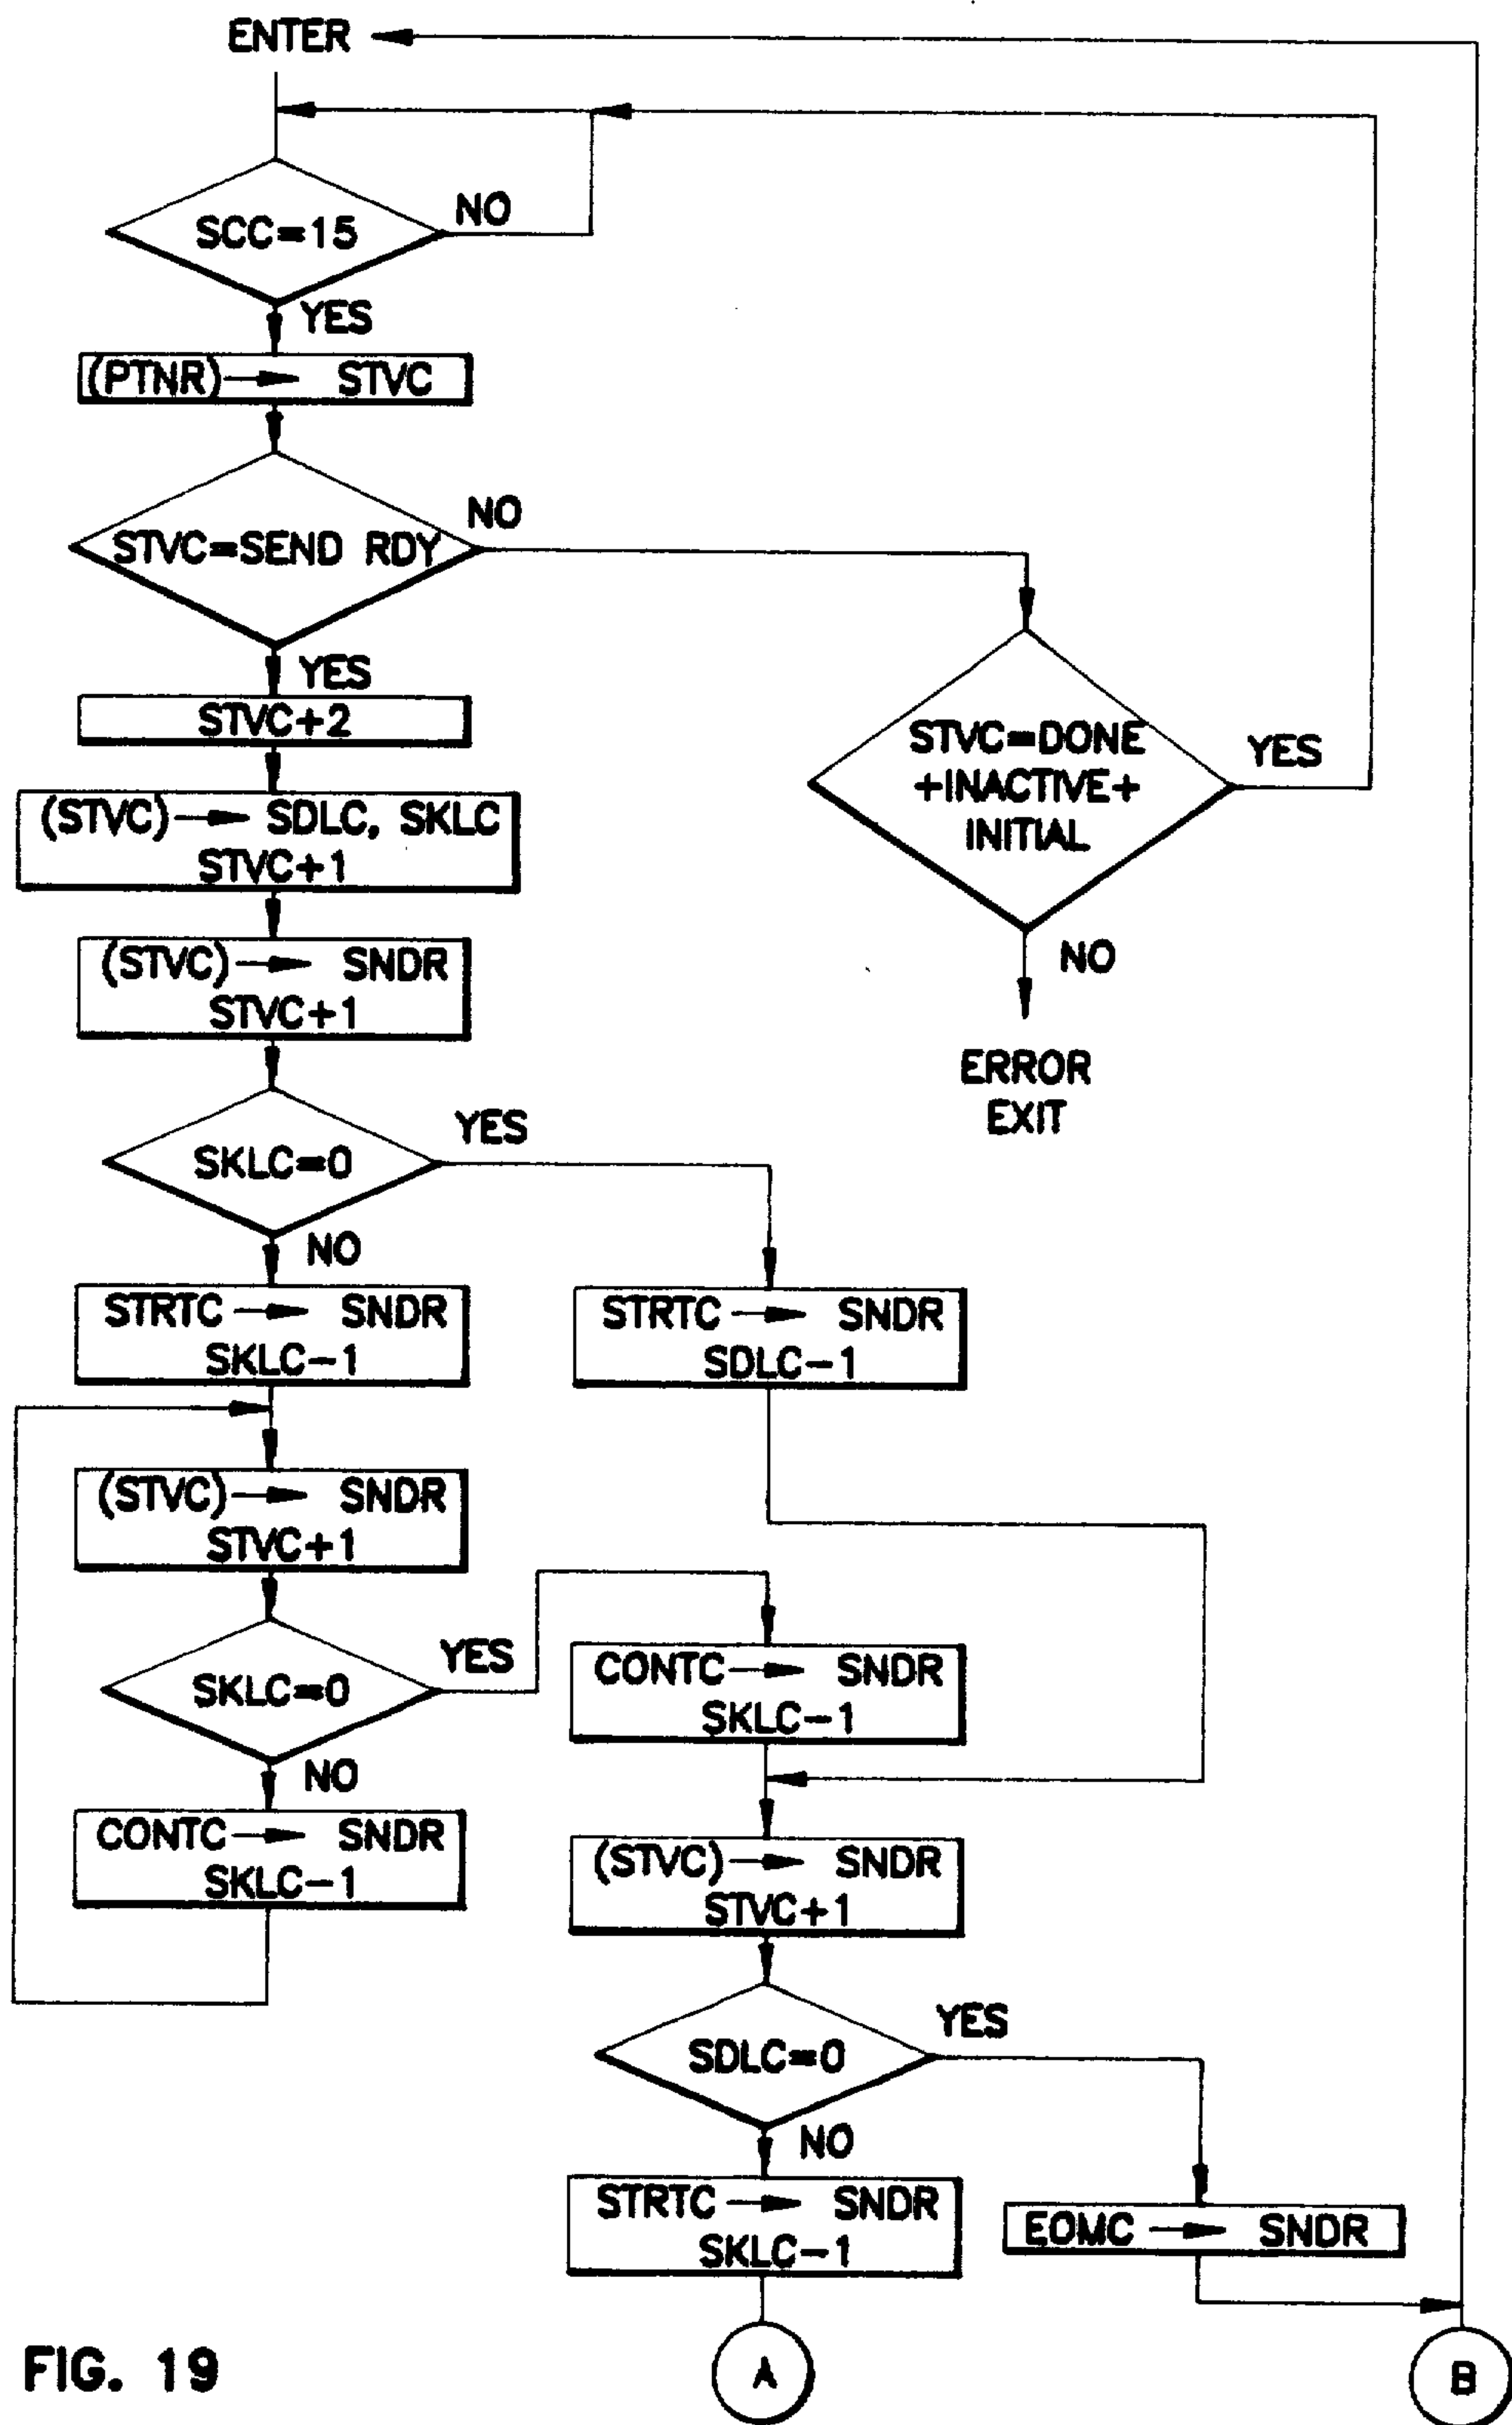 ENTER
SCC=15
NO
YES
(PTNR)→ STVC
STVC=SEND RDY
NO
YES
STVC+2
(STVC)→ SDLC, SKLC
STVC+1
STVC=DONE
+INACTIVE+
INITIAL
YES
NO
ERROR
EXIT
(STVC)→ SNDR
STVC+1
SKLC=0
YES
NO
STRTC → SNDR
SKLC-1
STRTC → SNDR
SDLC-1
(STVC)→ SNDR
STVC+1
SKLC=0
YES
NO
CONTC→ SNDR
SKLC-1
CONTC→ SNDR
SKLC-1
(STVC)→ SNDR
STVC+1
SDLC=0
YES
NO
STRTC → SNDR
SKLC-1
EOMC → SNDR
A
B
FIG. 19